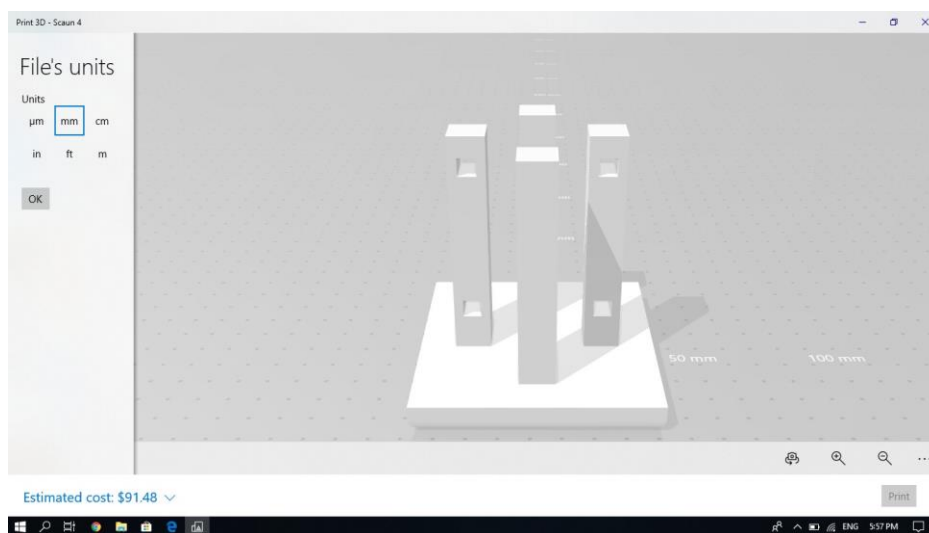 Print 3D - Scaun 4
File's units
Units
µm mm cm
in ft m
OK
50 mm 100 mm
Estimated cost: $91.48
Print
ENG 5:57 PM